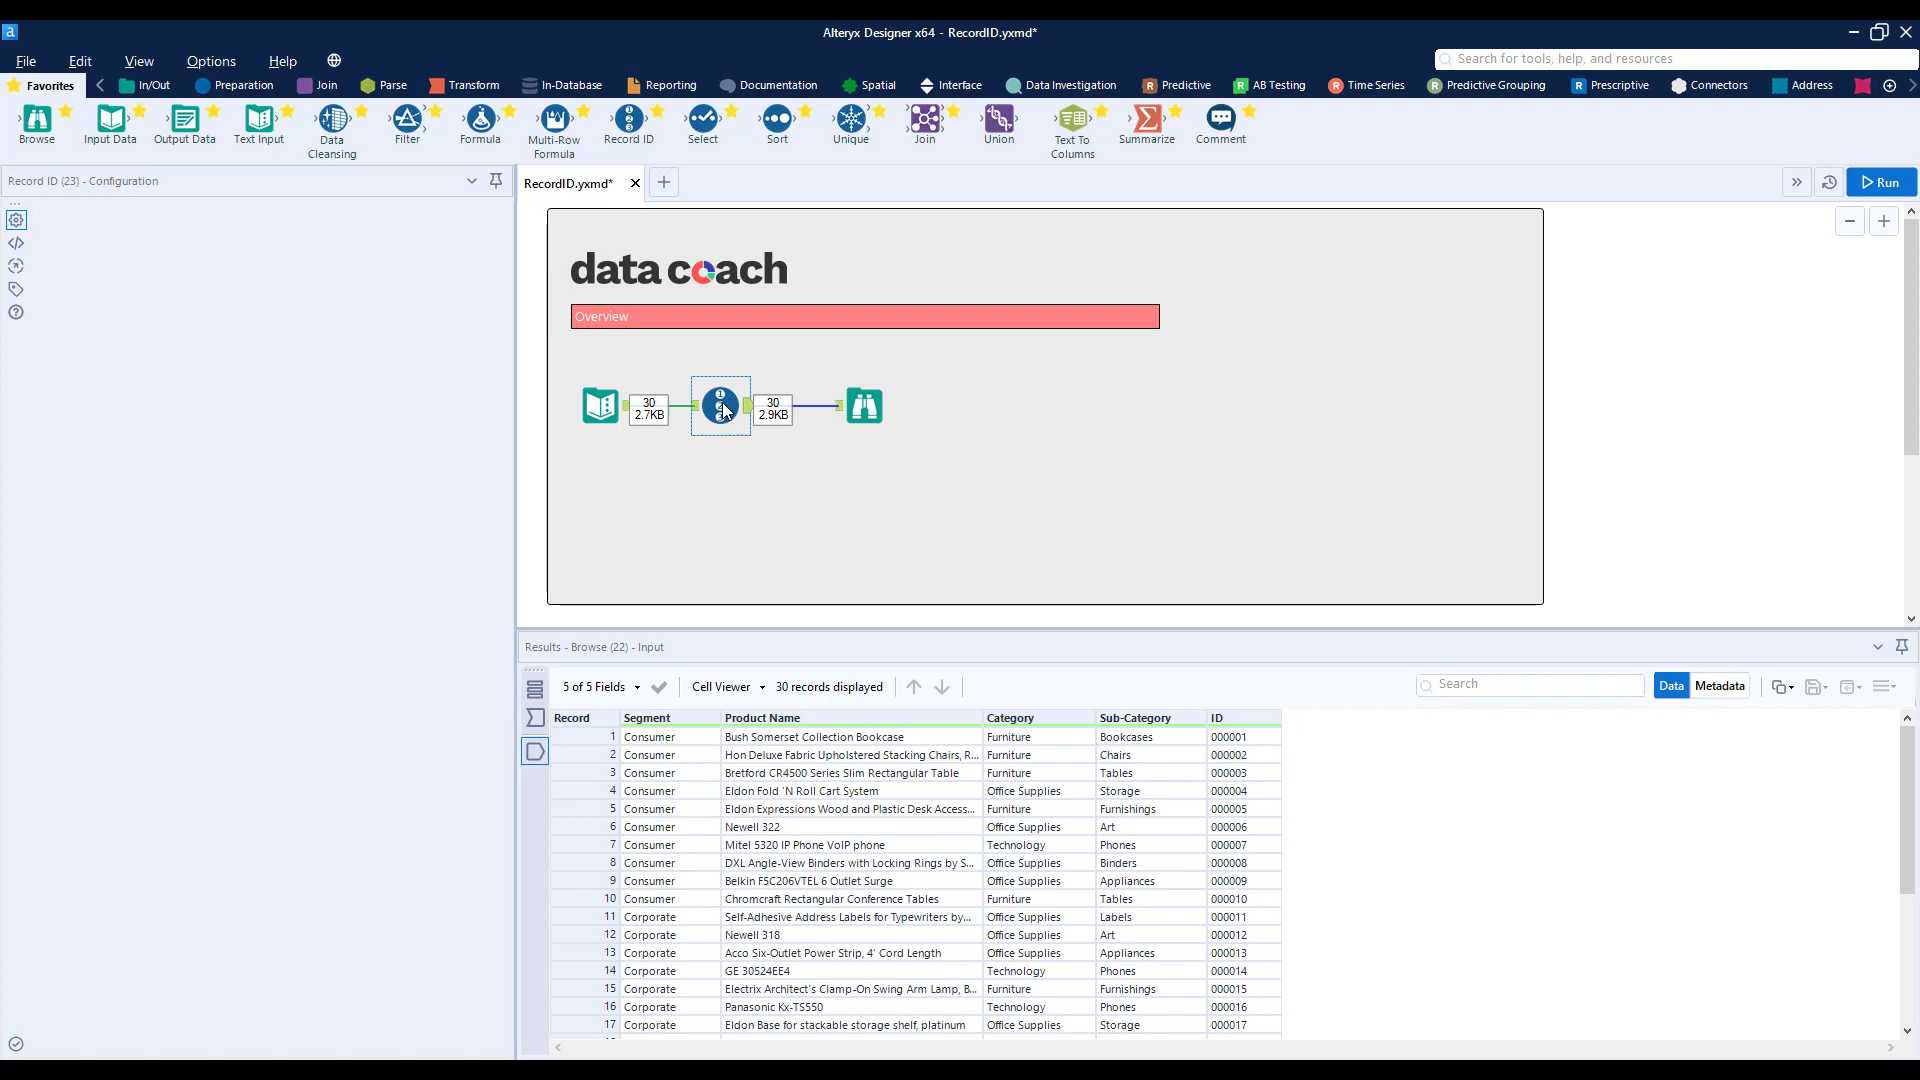 Alteryx Designer x64 - RecordID.yxmd*
File Edit View Options Help
Search for tools, help, and resources
Favorites In/Out Preparation Join Parse Transform In-Database Reporting Documentation Spatial Interface Data Investigation Predictive AB Testing Time Series Predictive Grouping Prescriptive Connectors Address
Browse Input Data Output Data Text Input Data Cleansing Filter Formula Multi-Row Formula Record ID Select Sort Unique Join Union Text To Columns Summarize Comment
Record ID (23) - Configuration
RecordID.yxmd*
Run
data coach
Overview
30
2.7KB
30
2.9KB
Results - Browse (22) - Input
5 of 5 Fields Cell Viewer 30 records displayed Search Data Metadata
Record Segment Product Name Category Sub-Category ID
1 Consumer Bush Somerset Collection Bookcase Furniture Bookcases 000001
2 Consumer Hon Deluxe Fabric Upholstered Stacking Chairs, R... Furniture Chairs 000002
3 Consumer Bretford CR4500 Series Slim Rectangular Table Furniture Tables 000003
4 Consumer Eldon Fold 'N Roll Cart System Office Supplies Storage 000004
5 Consumer Eldon Expressions Wood and Plastic Desk Access... Furniture Furnishings 000005
6 Consumer Newell 322 Office Supplies Art 000006
7 Consumer Mitel 5320 IP Phone VoIP phone Technology Phones 000007
8 Consumer DXL Angle-View Binders with Locking Rings by S... Office Supplies Binders 000008
9 Consumer Belkin F5C206VTEL 6 Outlet Surge Office Supplies Appliances 000009
10 Consumer Chromcraft Rectangular Conference Tables Furniture Tables 000010
11 Corporate Self-Adhesive Address Labels for Typewriters by... Office Supplies Labels 000011
12 Corporate Newell 318 Office Supplies Art 000012
13 Corporate Acco Six-Outlet Power Strip, 4' Cord Length Office Supplies Appliances 000013
14 Corporate GE 30524EE4 Technology Phones 000014
15 Corporate Electrix Architect's Clamp-On Swing Arm Lamp, B... Furniture Furnishings 000015
16 Corporate Panasonic Kx-TS550 Technology Phones 000016
17 Corporate Eldon Base for stackable storage shelf, platinum Office Supplies Storage 000017